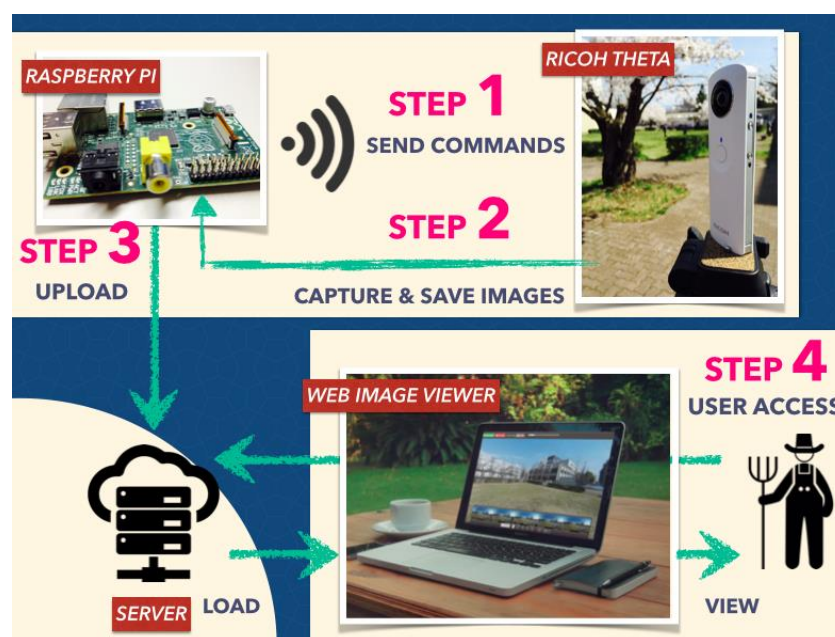 RASPBERRY PI
RICOH THETA
STEP 1
SEND COMMANDS
STEP 2
CAPTURE & SAVE IMAGES
STEP 3
UPLOAD
STEP 4
USER ACCESS
WEB IMAGE VIEWER
SERVER
LOAD
VIEW